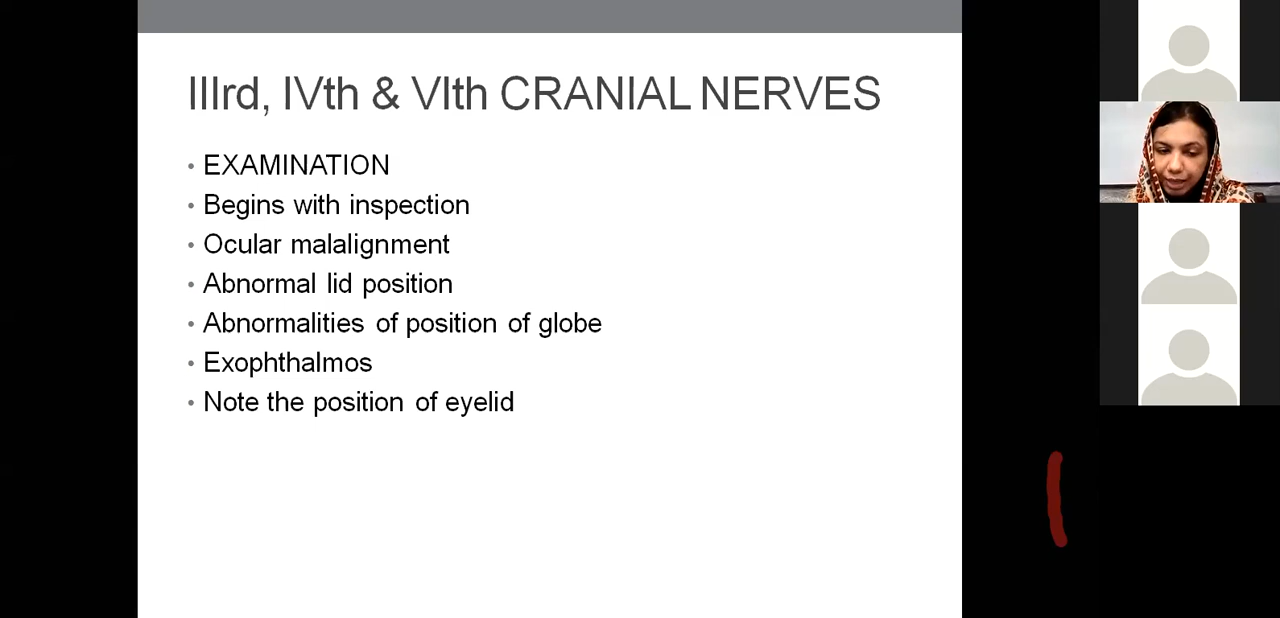 IIIrd, IVth & VIth CRANIAL NERVES
• EXAMINATION
• Begins with inspection
• Ocular malalignment
• Abnormal lid position
• Abnormalities of position of globe
• Exophthalmos
• Note the position of eyelid